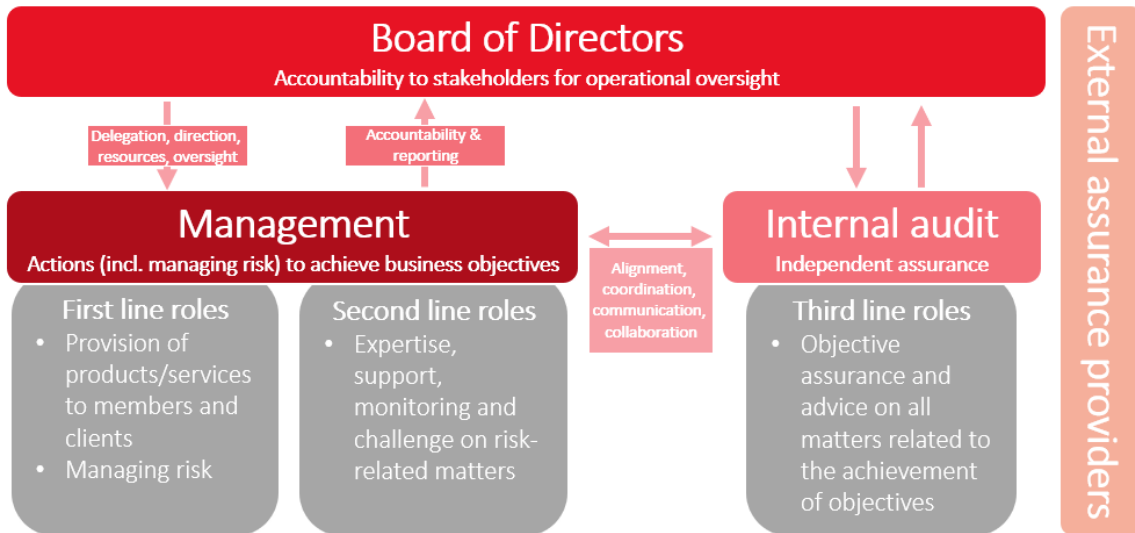 Board of Directors
Accountability to stakeholders for operational oversight
Delegation, direction,
resources, oversight
Accountability &
reporting
Management
Actions (incl. managing risk) to achieve business objectives
Internal audit
Independent assurance
Alignment,
coordination,
communication,
collaboration
First line roles
• Provision of
products/services
to members and
clients
• Managing risk
Second line roles
• Expertise,
support,
monitoring and
challenge on risk-
related matters
Third line roles
• Objective
assurance and
advice on all
matters related to
the achievement
of objectives
External assurance providers